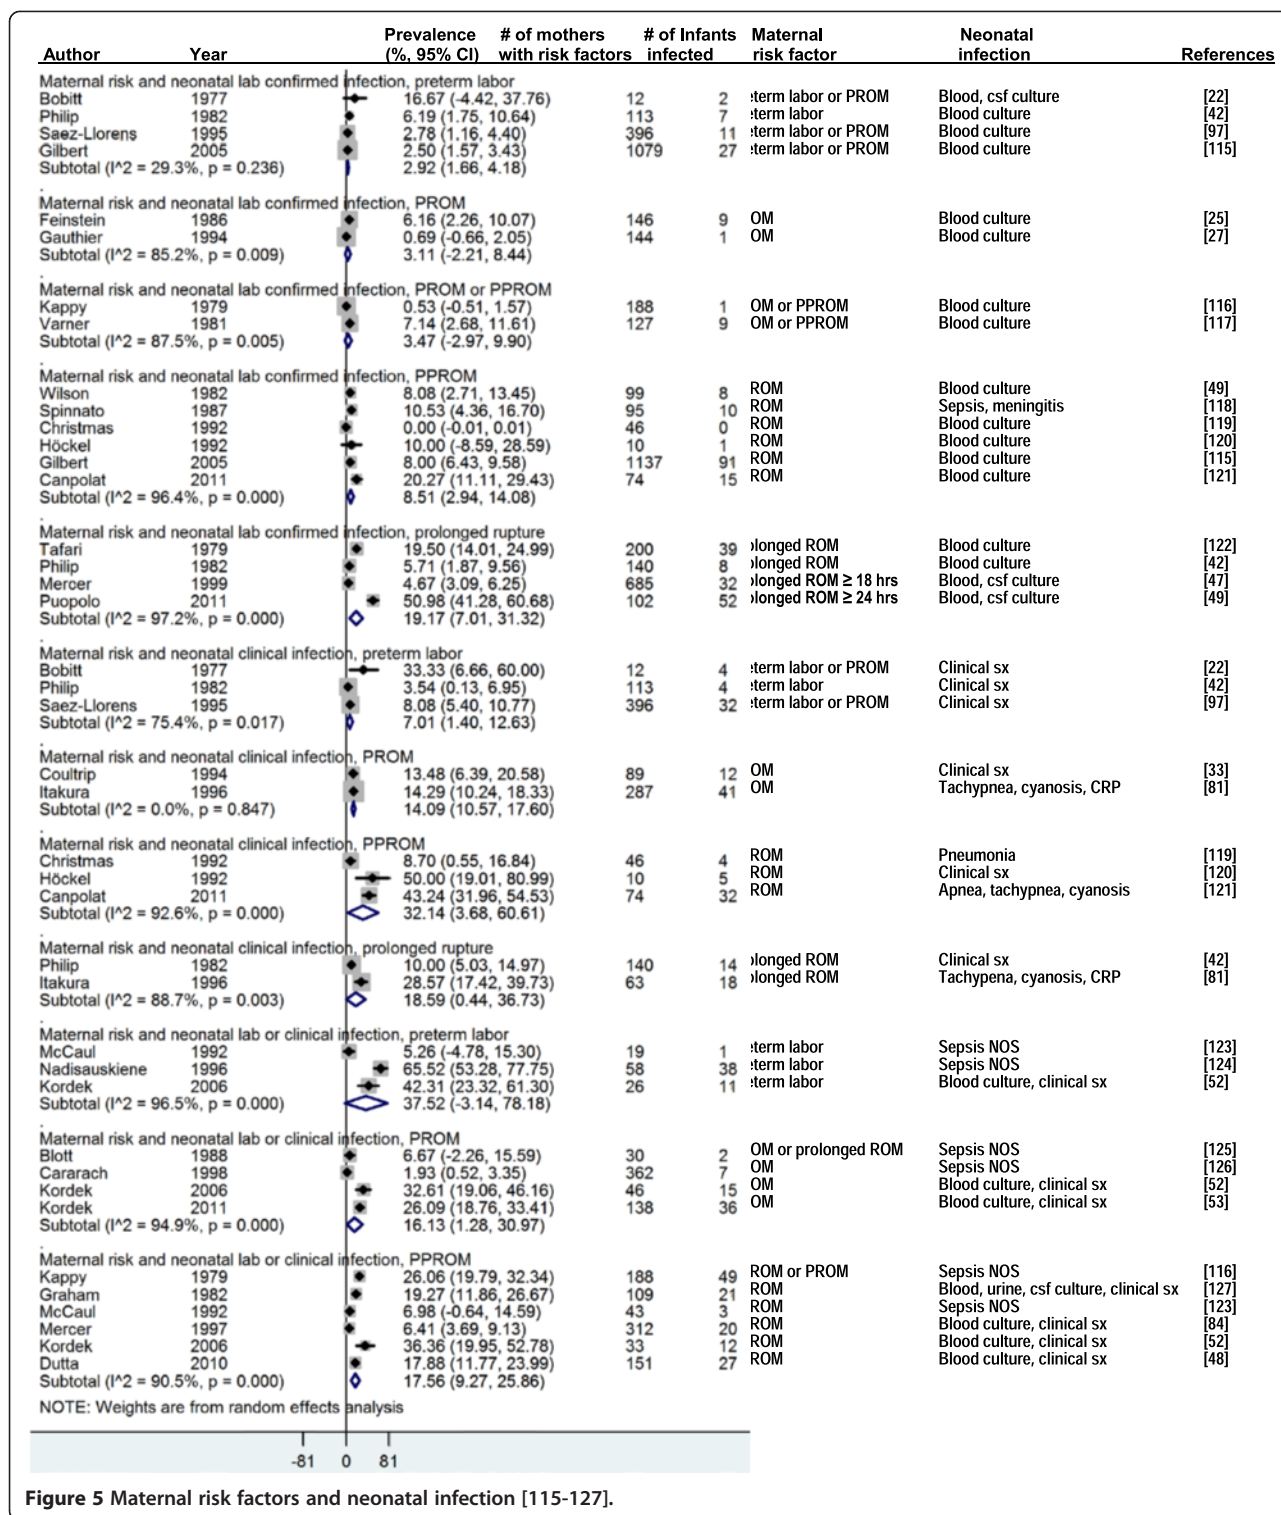 Author Year Prevalence (%, 95% CI) # of mothers with risk factors # of Infants infected Maternal risk factor Neonatal infection References
Maternal risk and neonatal lab confirmed infection, preterm labor
Bobitt 1977 16.67 (-4.42, 37.76) 12 2 eterm labor or PROM Blood, csf culture [22]
Philip 1982 6.19 (1.75, 10.64) 113 7 eterm labor Blood culture [42]
Saez-Llorens 1995 2.78 (1.16, 4.40) 396 11 eterm labor or PROM Blood culture [97]
Gilbert 2005 2.50 (1.57, 3.43) 1079 27 eterm labor or PROM Blood culture [115]
Subtotal (I^2 = 29.3%, p = 0.236) 2.92 (1.66, 4.18)
.
Maternal risk and neonatal lab confirmed infection, PROM
Feinstein 1986 6.16 (2.26, 10.07) 146 9 OM Blood culture [25]
Gauthier 1994 0.69 (-0.66, 2.05) 144 1 OM Blood culture [27]
Subtotal (I^2 = 85.2%, p = 0.009) 3.11 (-2.21, 8.44)
.
Maternal risk and neonatal lab confirmed infection, PROM or PPROM
Kappy 1979 0.53 (-0.51, 1.57) 188 1 OM or PPROM Blood culture [116]
Varner 1981 7.14 (2.68, 11.61) 127 9 OM or PPROM Blood culture [117]
Subtotal (I^2 = 87.5%, p = 0.005) 3.47 (-2.97, 9.90)
.
Maternal risk and neonatal lab confirmed infection, PPROM
Wilson 1982 8.08 (2.71, 13.45) 99 8 ROM Blood culture [49]
Spinnato 1987 10.53 (4.36, 16.70) 95 10 ROM Sepsis, meningitis [118]
Christmas 1992 0.00 (-0.01, 0.01) 46 0 ROM Blood culture [119]
Höckel 1992 10.00 (-8.59, 28.59) 10 1 ROM Blood culture [120]
Gilbert 2005 8.00 (6.43, 9.58) 1137 91 ROM Blood culture [115]
Canpolat 2011 20.27 (11.11, 29.43) 74 15 ROM Blood culture [121]
Subtotal (I^2 = 96.4%, p = 0.000) 8.51 (2.94, 14.08)
.
Maternal risk and neonatal lab confirmed infection, prolonged rupture
Tafari 1979 19.50 (14.01, 24.99) 200 39 olonged ROM Blood culture [122]
Philip 1982 5.71 (1.87, 9.56) 140 8 olonged ROM Blood culture [42]
Mercer 1999 4.67 (3.09, 6.25) 685 32 olonged ROM ≥ 18 hrs Blood, csf culture [47]
Puopolo 2011 50.98 (41.28, 60.68) 102 52 olonged ROM ≥ 24 hrs Blood, csf culture [49]
Subtotal (I^2 = 97.2%, p = 0.000) 19.17 (7.01, 31.32)
.
Maternal risk and neonatal clinical infection, preterm labor
Bobitt 1977 33.33 (6.66, 60.00) 12 4 eterm labor or PROM Clinical sx [22]
Philip 1982 3.54 (0.13, 6.95) 113 4 eterm labor Clinical sx [42]
Saez-Llorens 1995 8.08 (5.40, 10.77) 396 32 eterm labor or PROM Clinical sx [97]
Subtotal (I^2 = 75.4%, p = 0.017) 7.01 (1.40, 12.63)
.
Maternal risk and neonatal clinical infection, PROM
Coultrip 1994 13.48 (6.39, 20.58) 89 12 OM Clinical sx [33]
Itakura 1996 14.29 (10.24, 18.33) 287 41 OM Tachypnea, cyanosis, CRP [81]
Subtotal (I^2 = 0.0%, p = 0.847) 14.09 (10.57, 17.60)
.
Maternal risk and neonatal clinical infection, PPROM
Christmas 1992 8.70 (0.55, 16.84) 46 4 ROM Pneumonia [119]
Höckel 1992 50.00 (19.01, 80.99) 10 5 ROM Clinical sx [120]
Canpolat 2011 43.24 (31.96, 54.53) 74 32 ROM Apnea, tachypnea, cyanosis [121]
Subtotal (I^2 = 92.6%, p = 0.000) 32.14 (3.68, 60.61)
.
Maternal risk and neonatal clinical infection, prolonged rupture
Philip 1982 10.00 (5.03, 14.97) 140 14 olonged ROM Clinical sx [42]
Itakura 1996 28.57 (17.42, 39.73) 63 18 olonged ROM Tachypena, cyanosis, CRP [81]
Subtotal (I^2 = 88.7%, p = 0.003) 18.59 (0.44, 36.73)
.
Maternal risk and neonatal lab or clinical infection, preterm labor
McCaul 1992 5.26 (-4.78, 15.30) 19 1 eterm labor Sepsis NOS [123]
Nadisauskiene 1996 65.52 (53.28, 77.75) 58 38 eterm labor Sepsis NOS [124]
Kordek 2006 42.31 (23.32, 61.30) 26 11 eterm labor Blood culture, clinical sx [52]
Subtotal (I^2 = 96.5%, p = 0.000) 37.52 (-3.14, 78.18)
.
Maternal risk and neonatal lab or clinical infection, PROM
Blott 1988 6.67 (-2.26, 15.59) 30 2 OM or prolonged ROM Sepsis NOS [125]
Cararach 1998 1.93 (0.52, 3.35) 362 7 OM Sepsis NOS [126]
Kordek 2006 32.61 (19.06, 46.16) 46 15 OM Blood culture, clinical sx [52]
Kordek 2011 26.09 (18.76, 33.41) 138 36 OM Blood culture, clinical sx [53]
Subtotal (I^2 = 94.9%, p = 0.000) 16.13 (1.28, 30.97)
.
Maternal risk and neonatal lab or clinical infection, PPROM
Kappy 1979 26.06 (19.79, 32.34) 188 49 ROM or PROM Sepsis NOS [116]
Graham 1982 19.27 (11.86, 26.67) 109 21 ROM Blood, urine, csf culture, clinical sx [127]
McCaul 1992 6.98 (-0.64, 14.59) 43 3 ROM Sepsis NOS [123]
Mercer 1997 6.41 (3.69, 9.13) 312 20 ROM Blood culture, clinical sx [84]
Kordek 2006 36.36 (19.95, 52.78) 33 12 ROM Blood culture, clinical sx [52]
Dutta 2010 17.88 (11.77, 23.99) 151 27 ROM Blood culture, clinical sx [48]
Subtotal (I^2 = 90.5%, p = 0.000) 17.56 (9.27, 25.86)
NOTE: Weights are from random effects analysis
-81 0 81
Figure 5 Maternal risk factors and neonatal infection [115-127].